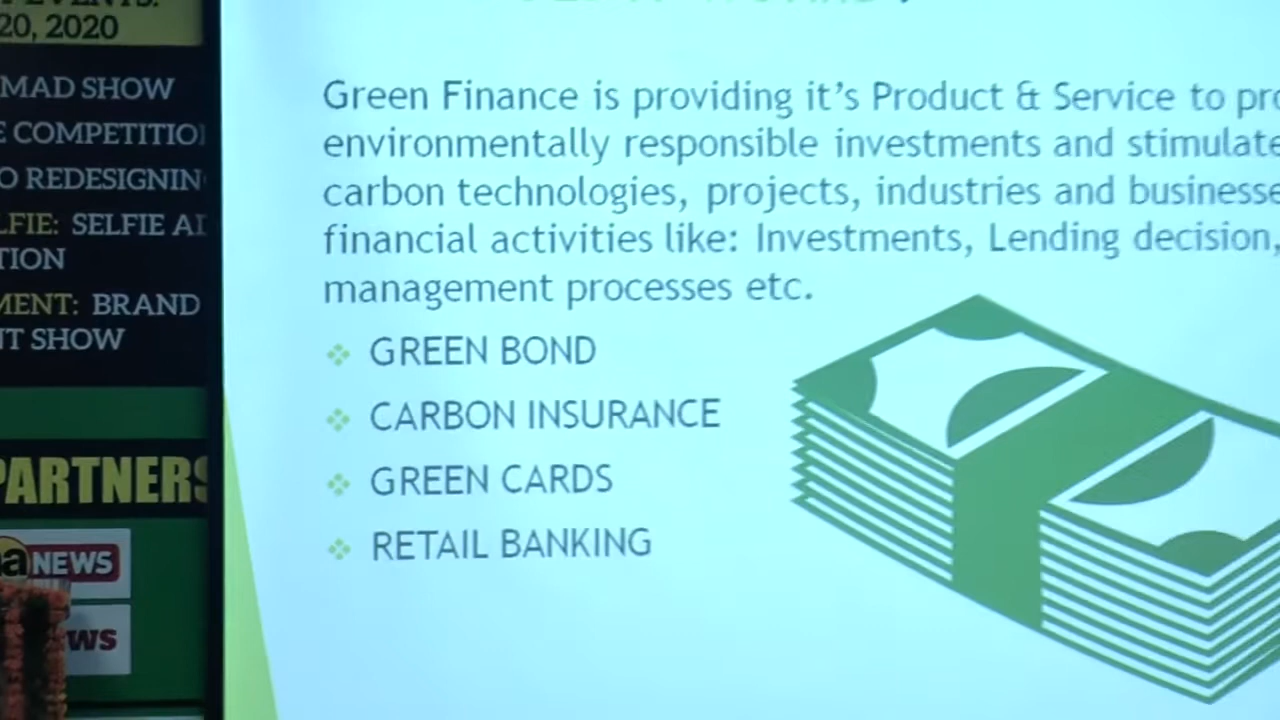 20, 2020
MAD SHOW
E COMPETITIO
O REDESIGNIN
LFIE: SELFIE AD
TION
MENT: BRAND
NT SHOW
PARTNERS
NEWS
Green Finance is providing it's Product & Service to pro
environmentally responsible investments and stimulate
carbon technologies, projects, industries and businesse
financial activities like: Investments, Lending decision,
management processes etc.
GREEN BOND
CARBON INSURANCE
GREEN CARDS
RETAIL BANKING